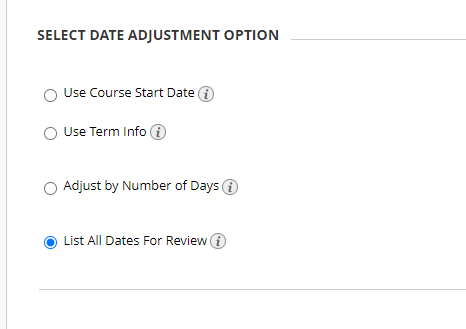 SELECT DATE ADJUSTMENT OPTION
Use Course Start Date i
Use Term Info i
Adjust by Number of Days i
List All Dates For Review i